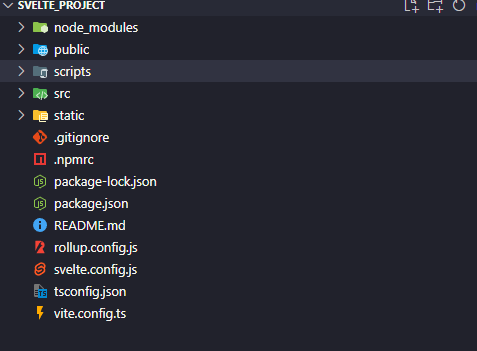 SVELTE_PROJECT
node_modules
public
scripts
src
static
.gitignore
.npmrc
package-lock.json
package.json
README.md
rollup.config.js
svelte.config.js
tsconfig.json
vite.config.ts